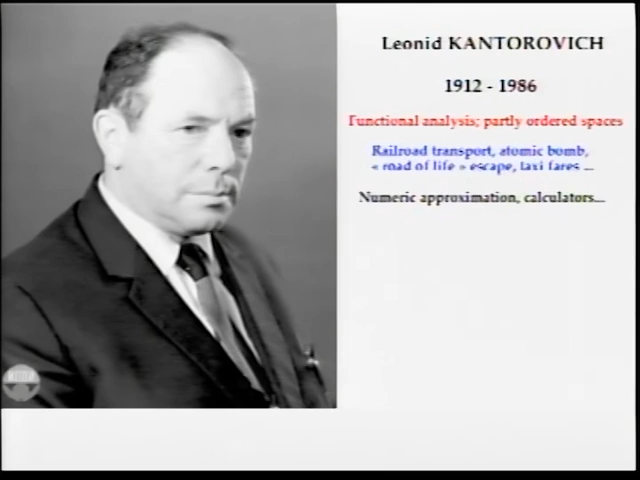 Leonid KANTOROVICH
1912 - 1986
Functional analysis; partly ordered spaces
Railroad transport, atomic bomb,
« road of life » escape, taxi fares ...
Numeric approximation, calculators...